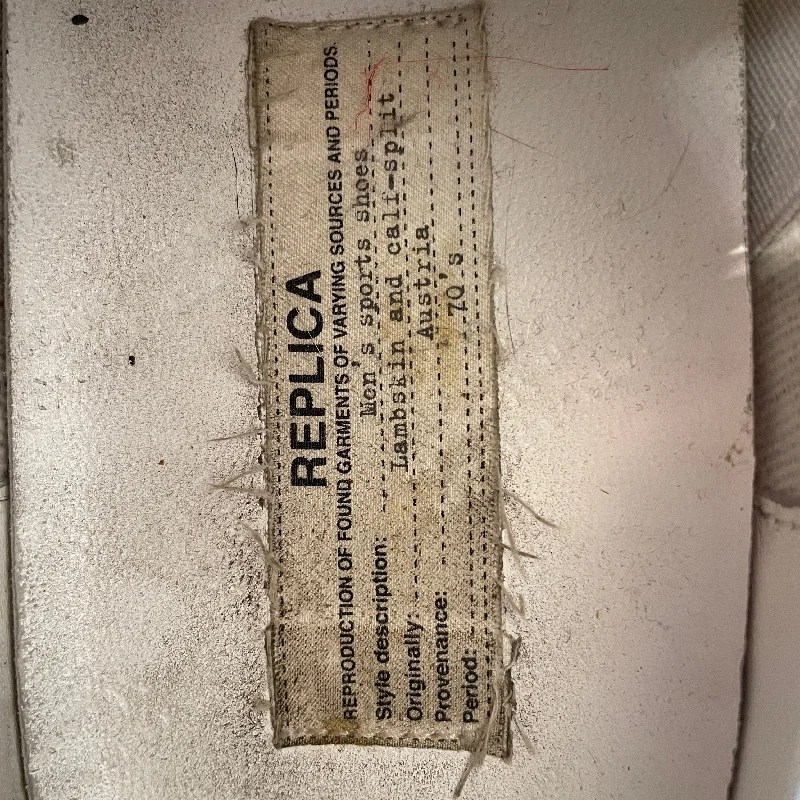 REPLICA
REPRODUCTION OF FOUND GARMENTS OF VARYING SOURCES AND PERIODS.
Style description: Men's sports shoes
Originally: Lambskin and calf-split
Provenance: Austria
Period: 70's